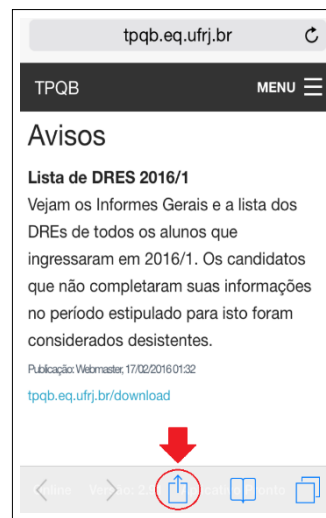 tpqb.eq.ufrj.br
TPQB MENU
Avisos
Lista de DRES 2016/1
Vejam os Informes Gerais e a lista dos
DREs de todos os alunos que
ingressaram em 2016/1. Os candidatos
que não completaram suas informações
no período estipulado para isto foram
considerados desistentes.
Publicação: Webmaster, 17/02/2016 01:32
tpqb.eq.ufrj.br/download